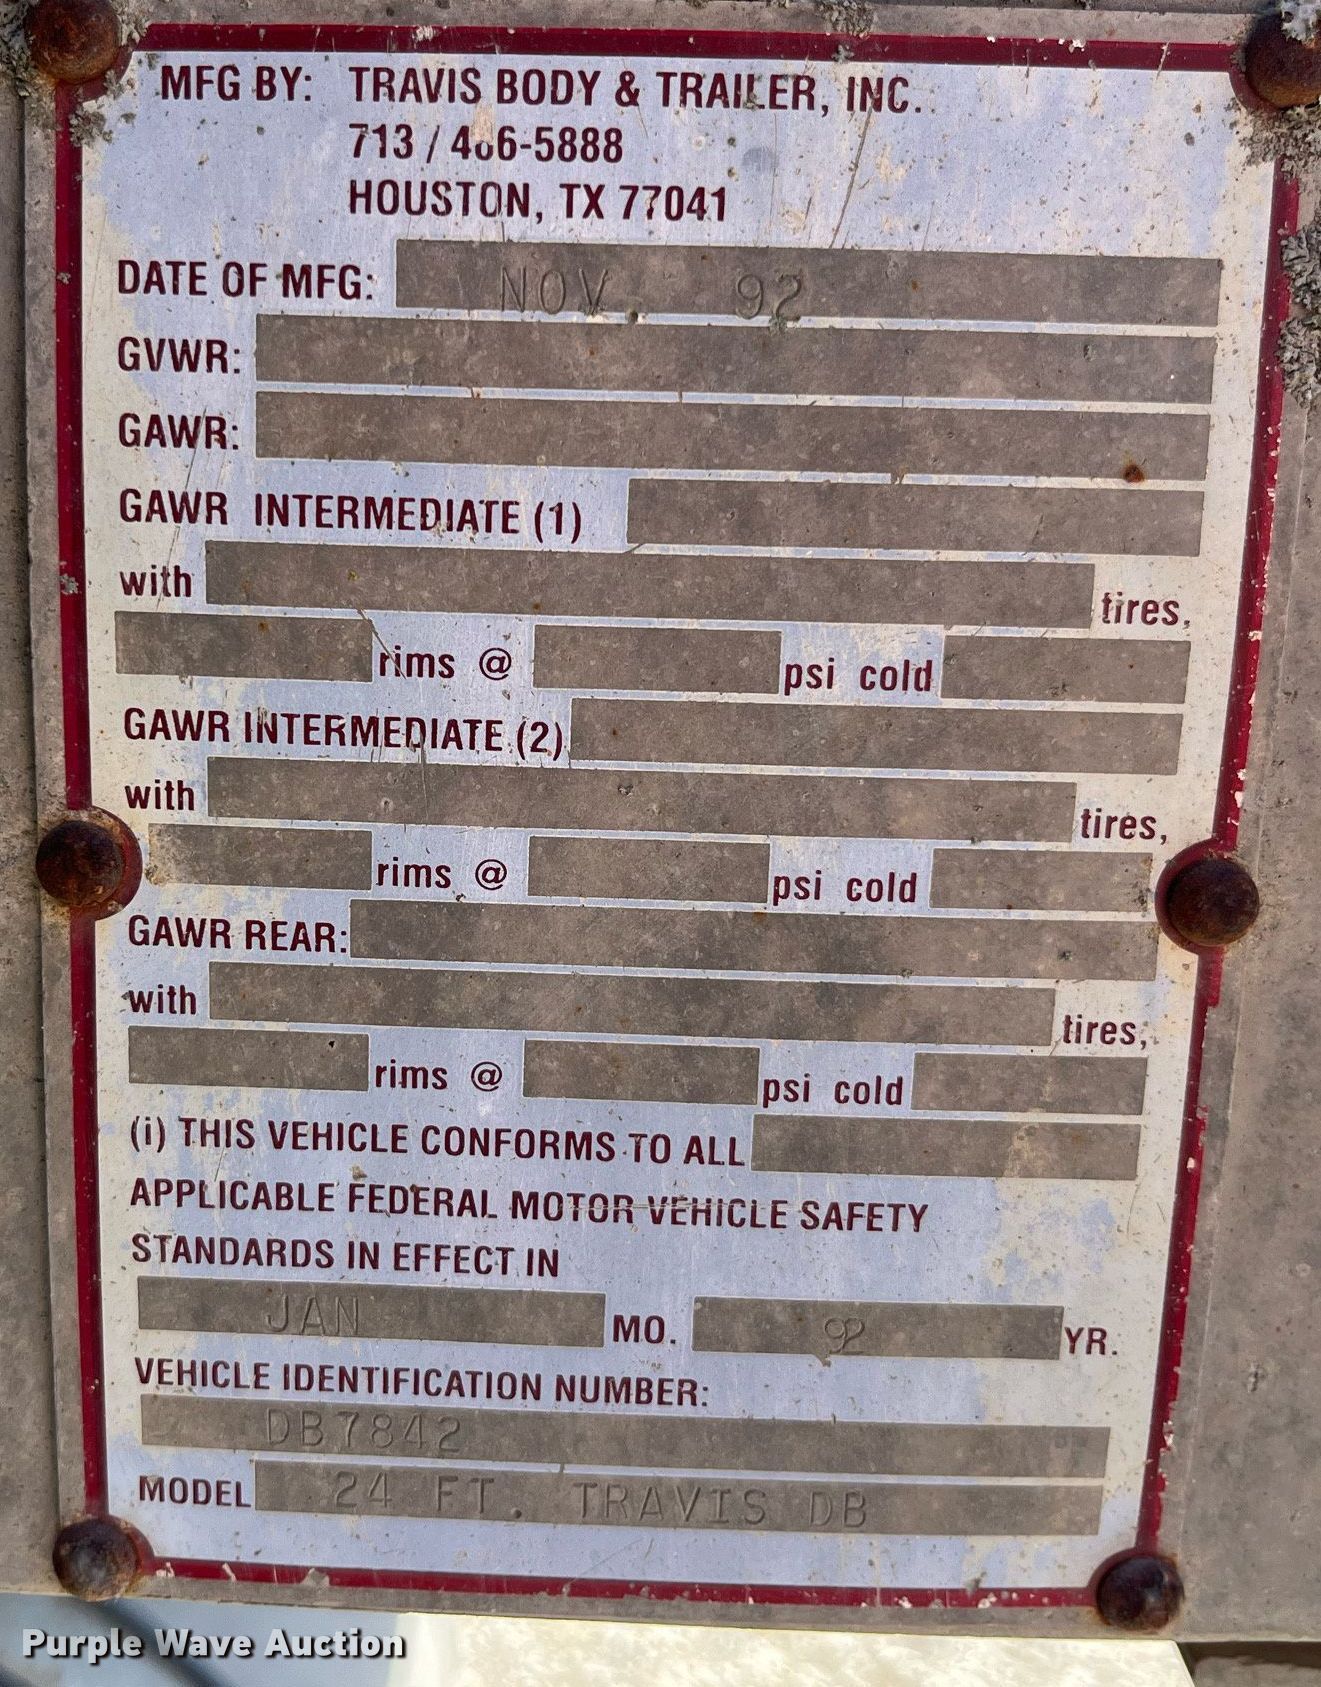 MFG BY: TRAVIS BODY & TRAILER, INC.
713 / 466-5888
HOUSTON, TX 77041
DATE OF MFG: NOV. 92
GVWR:
GAWR:
GAWR INTERMEDIATE (1)
with tires,
rims @ psi cold
GAWR INTERMEDIATE (2)
with tires,
rims @ psi cold
GAWR REAR:
with tires,
rims @ psi cold
(i) THIS VEHICLE CONFORMS TO ALL
APPLICABLE FEDERAL MOTOR VEHICLE SAFETY
STANDARDS IN EFFECT IN
JAN MO. 92 YR.
VEHICLE IDENTIFICATION NUMBER:
DB7842
MODEL 24 FT. TRAVIS DB
Purple Wave Auction